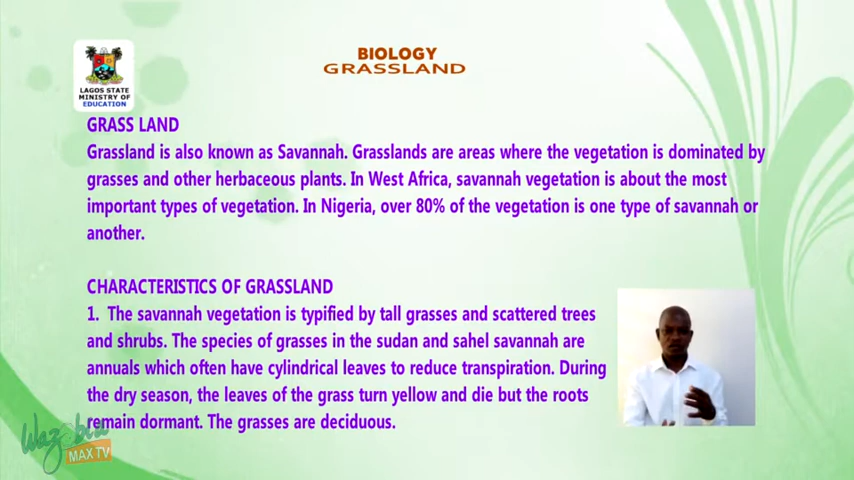 BIOLOGY
GRASSLAND
LAGOS STATE
MINISTRY OF
EDUCATION
GRASS LAND
Grassland is also known as Savannah. Grasslands are areas where the vegetation is dominated by
grasses and other herbaceous plants. In West Africa, savannah vegetation is about the most
important types of vegetation. In Nigeria, over 80% of the vegetation is one type of savannah or
another.
CHARACTERISTICS OF GRASSLAND
1. The savannah vegetation is typified by tall grasses and scattered trees
and shrubs. The species of grasses in the sudan and sahel savannah are
annuals which often have cylindrical leaves to reduce transpiration. During
the dry season, the leaves of the grass turn yellow and die but the roots
remain dormant. The grasses are deciduous.
Wazobia
MAX TV